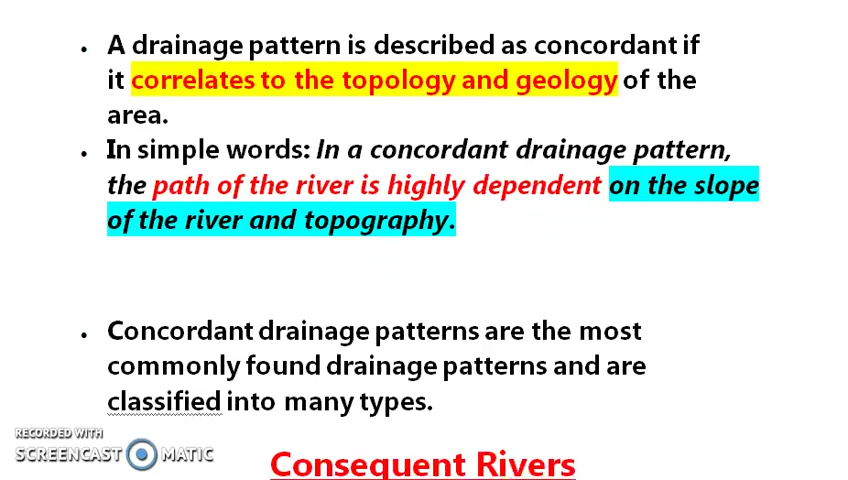 • A drainage pattern is described as concordant if
it correlates to the topology and geology of the
area.
• In simple words: In a concordant drainage pattern,
the path of the river is highly dependent on the slope
of the river and topography.
• Concordant drainage patterns are the most
commonly found drainage patterns and are
classified into many types.
RECORDED WITH
SCREENCAST MATIC
Consequent Rivers